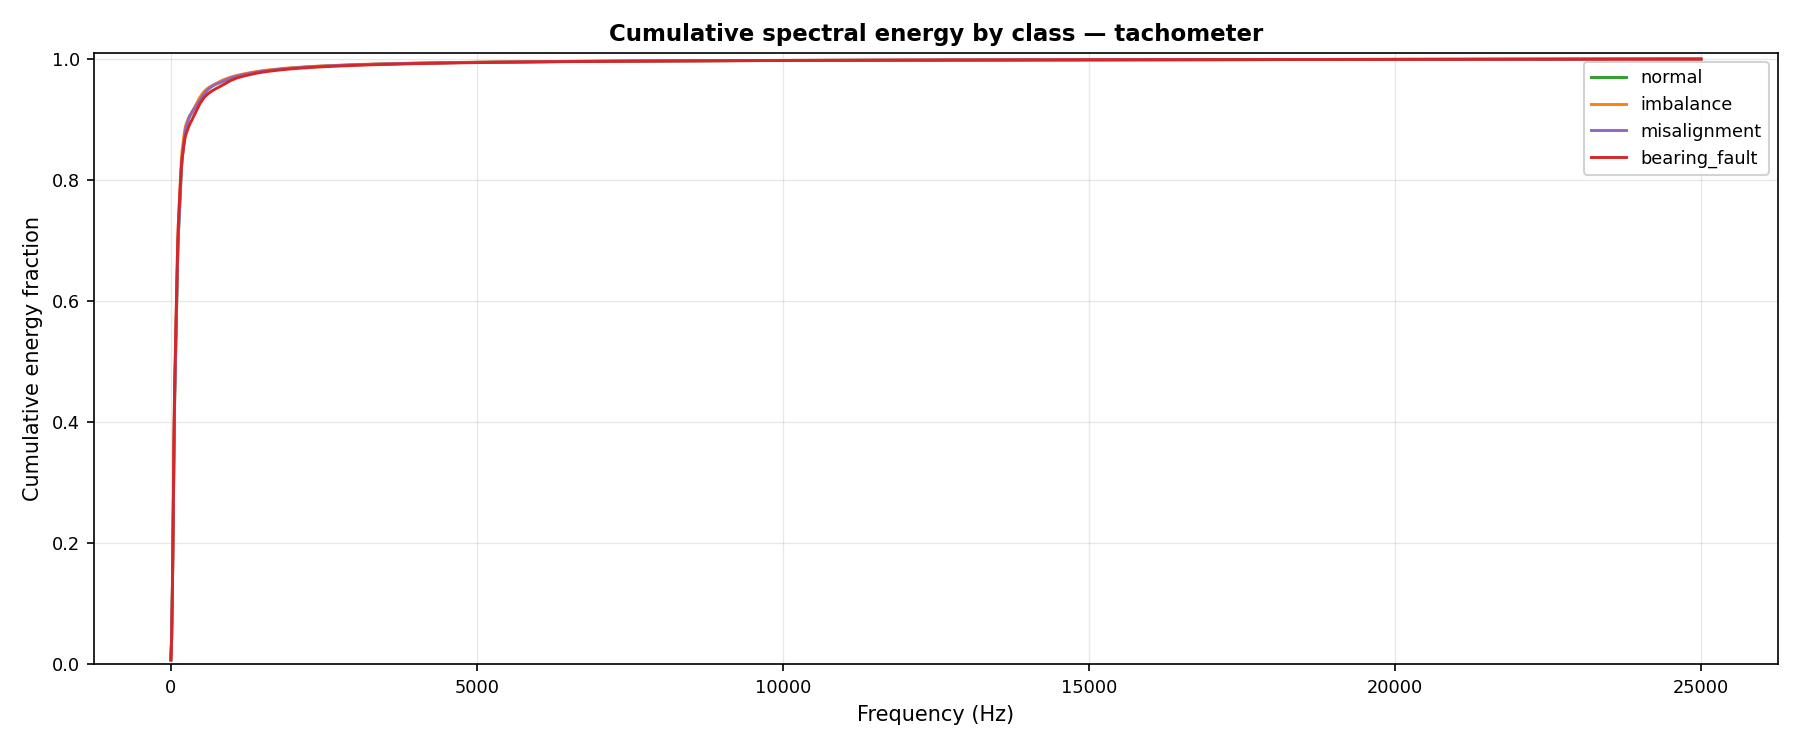 Cumulative spectral energy by class — tachometer
normal
imbalance
misalignment
bearing_fault
Cumulative energy fraction
1.0
0.8
0.6
0.4
0.2
0.0
0
5000
10000
15000
20000
25000
Frequency (Hz)